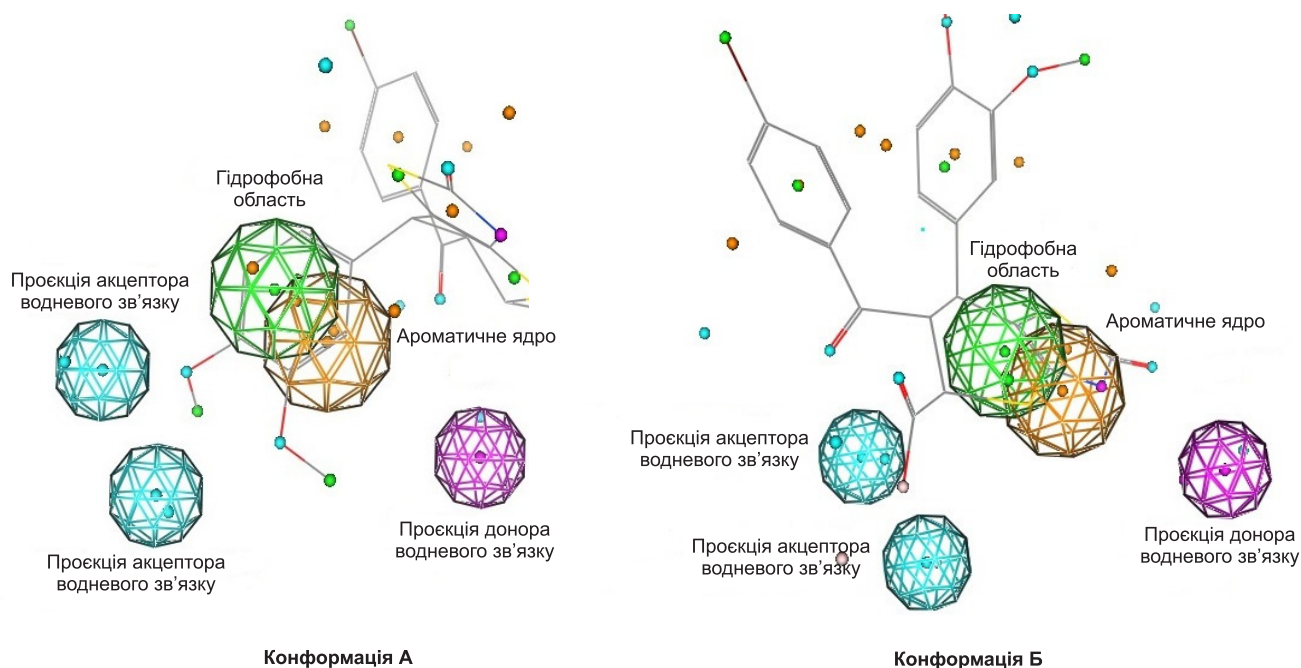 Гідрофобна
область
Проєкція акцептора
водневого зв’язку
Ароматичне ядро
Проєкція акцептора
водневого зв’язку
Проєкція донора
водневого зв’язку
Конформація А
Гідрофобна
область
Ароматичне ядро
Проєкція акцептора
водневого зв’язку
Проєкція акцептора
водневого зв’язку
Проєкція донора
водневого зв’язку
Конформація Б